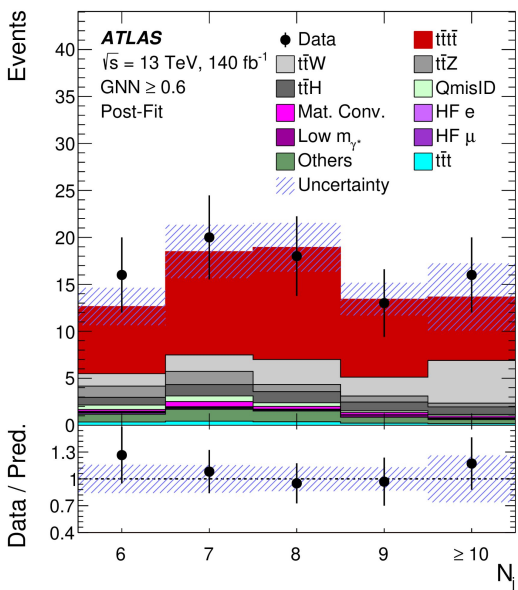 Events
40
35
30
25
20
15
10
5
0
ATLAS
√s = 13 TeV, 140 fb⁻¹
GNN ≥ 0.6
Post-Fit
Data
tt̄tt̄
tt̄W
tt̄Z
tt̄H
QmisID
Mat. Conv.
HF e
Low m_γ*
HF μ
Others
tt̄t
Uncertainty
Data / Pred.
1.3
1
0.7
0.4
6
7
8
9
≥ 10
N_j